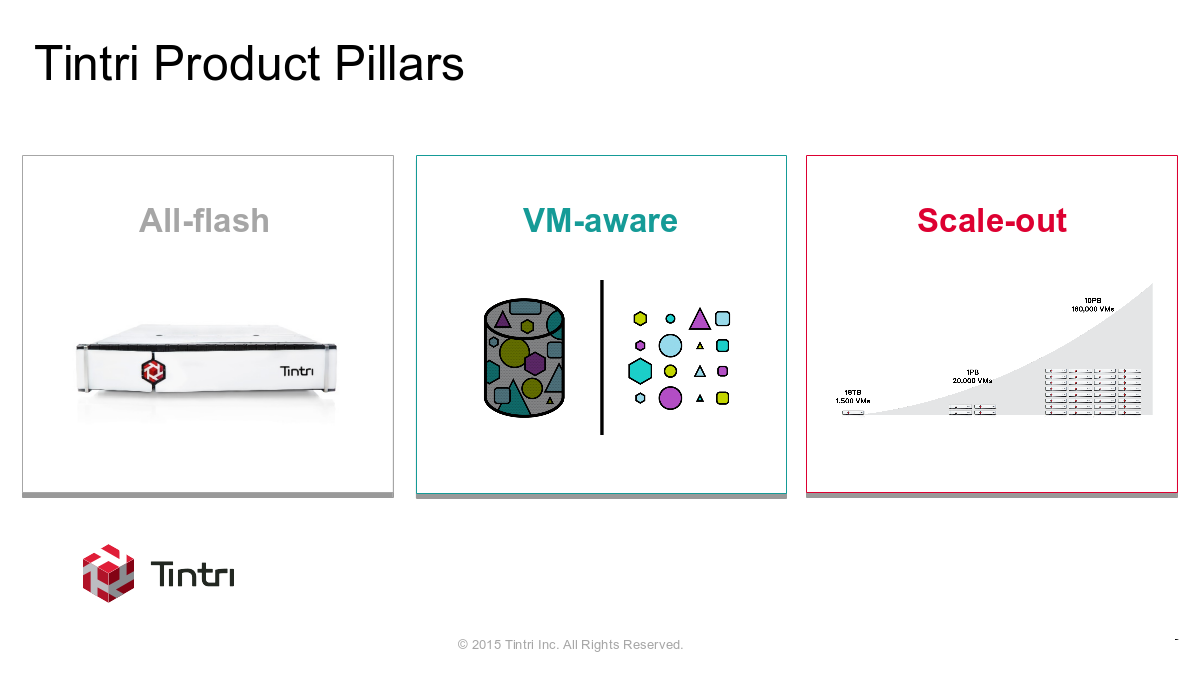 Tintri Product Pillars
All-flash
VM-aware
Scale-out
Tintri
18TB
1,500 VMs
1PB
20,000 VMs
10PB
160,000 VMs
Tintri
© 2015 Tintri Inc. All Rights Reserved.
-